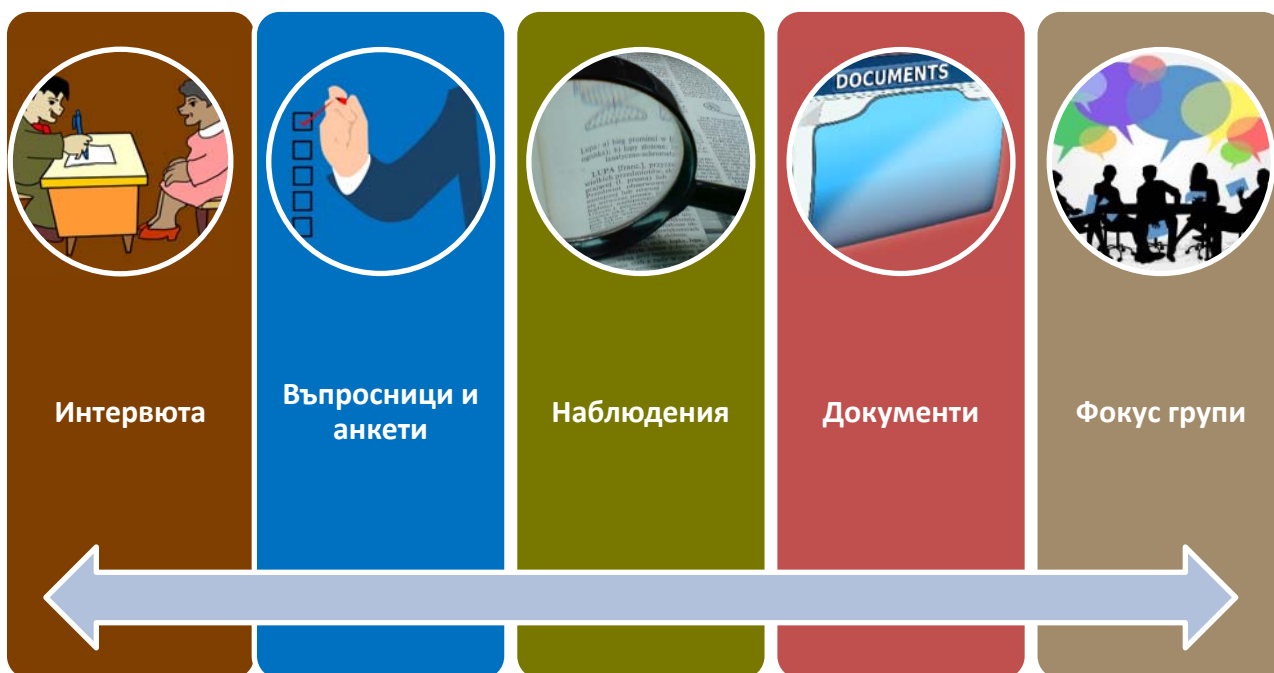 DOCUMENTS
Интервюта
Въпросници и
анкети
Наблюдения
Документи
Фокус групи